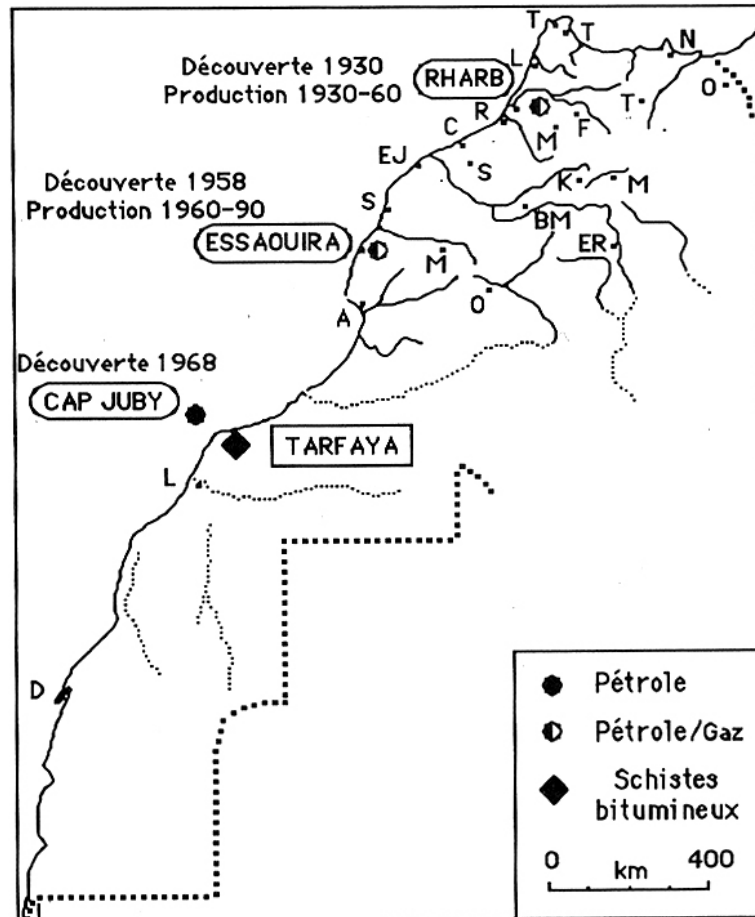 T
T
N
L
Découverte 1930
Production 1930-60
RHARB
O
R
T
F
M
C
EJ
S
K
M
Découverte 1958
Production 1960-90
S
BM
ESSAOUIRA
M
ER
O
A
Découverte 1968
CAP JUBY
TARFAYA
L
D
Pétrole
Pétrole/Gaz
Schistes
bitumineux
0 400
km